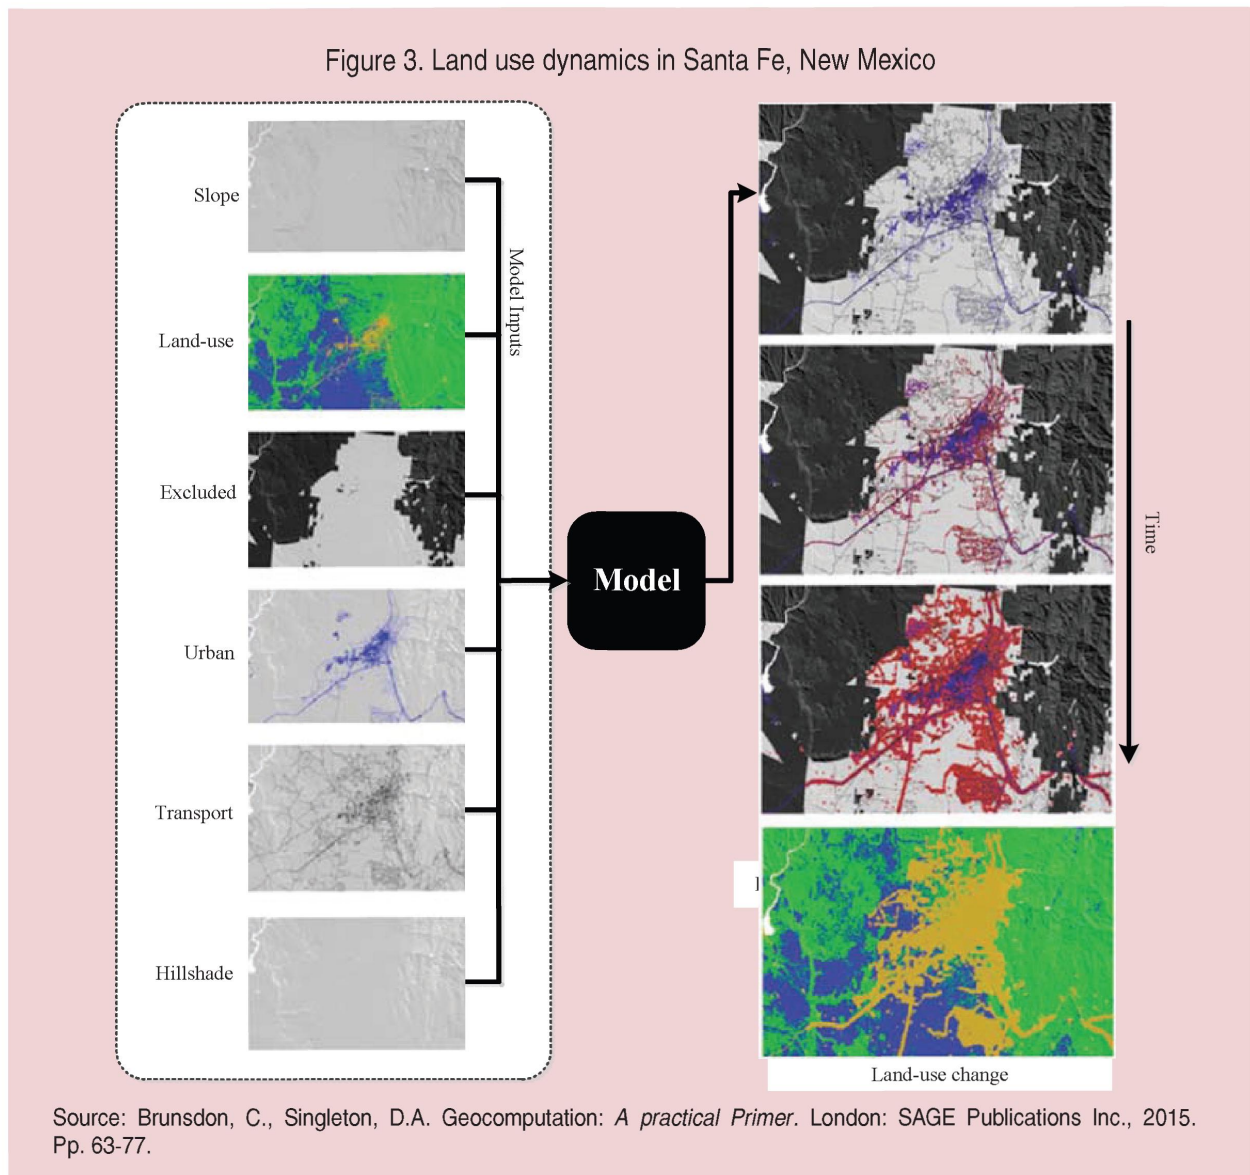 Figure 3. Land use dynamics in Santa Fe, New Mexico
Slope
Land-use
Excluded
Urban
Transport
Hillshade
Model Inputs
Model
Time
Land-use change
Source: Brunsdon, C., Singleton, D.A. Geocomputation: A practical Primer. London: SAGE Publications Inc., 2015.
Pp. 63-77.